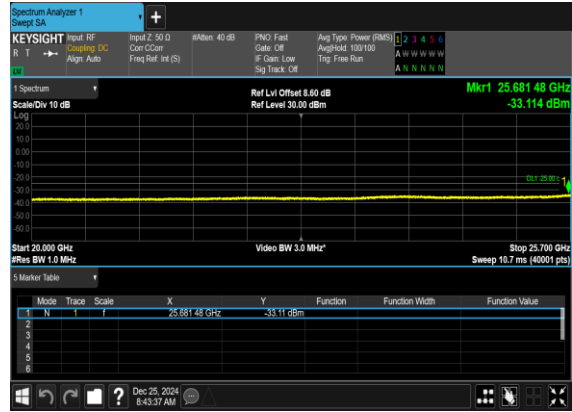 Spectrum Analyzer 1
Swept SA
+
KEYSIGHT Input: RF Input Z: 50 Ω #Atten: 40 dB PNO: Fast Avg Type: Power (RMS) 1 2 3 4 5 6
R T Coupling: DC Corr CCorr Gate: Off Avg|Hold: 100/100 A W W W W W
Align: Auto Freq Ref: Int (S) IF Gain: Low Trig: Free Run
Sig Track: Off A N N N N N
1 Spectrum Ref Lvl Offset 8.60 dB Mkr1 25.681 48 GHz
Scale/Div 10 dB Ref Level 30.00 dBm -33.114 dBm
Log
20.0
10.0
0.00
-10.0
-20.0
-30.0
-40.0
-50.0
-60.0
1
Start 20.000 GHz Video BW 3.0 MHz* Stop 25.700 GHz
#Res BW 1.0 MHz Sweep 10.7 ms (40001 pts)
5 Marker Table
Mode Trace Scale X Y Function Function Width Function Value
1 N 1 f 25.681 48 GHz -33.11 dBm
2
3
4
5
6
? Dec 25, 2024
8:43:37 AM